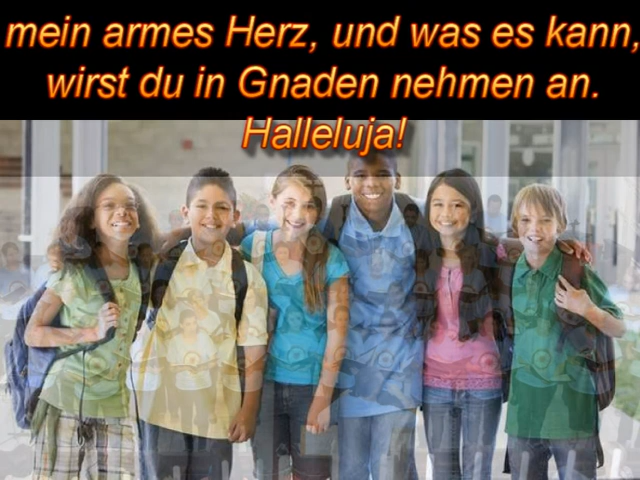 mein armes Herz, und was es kann,
wirst du in Gnaden nehmen an.
Halleluja!